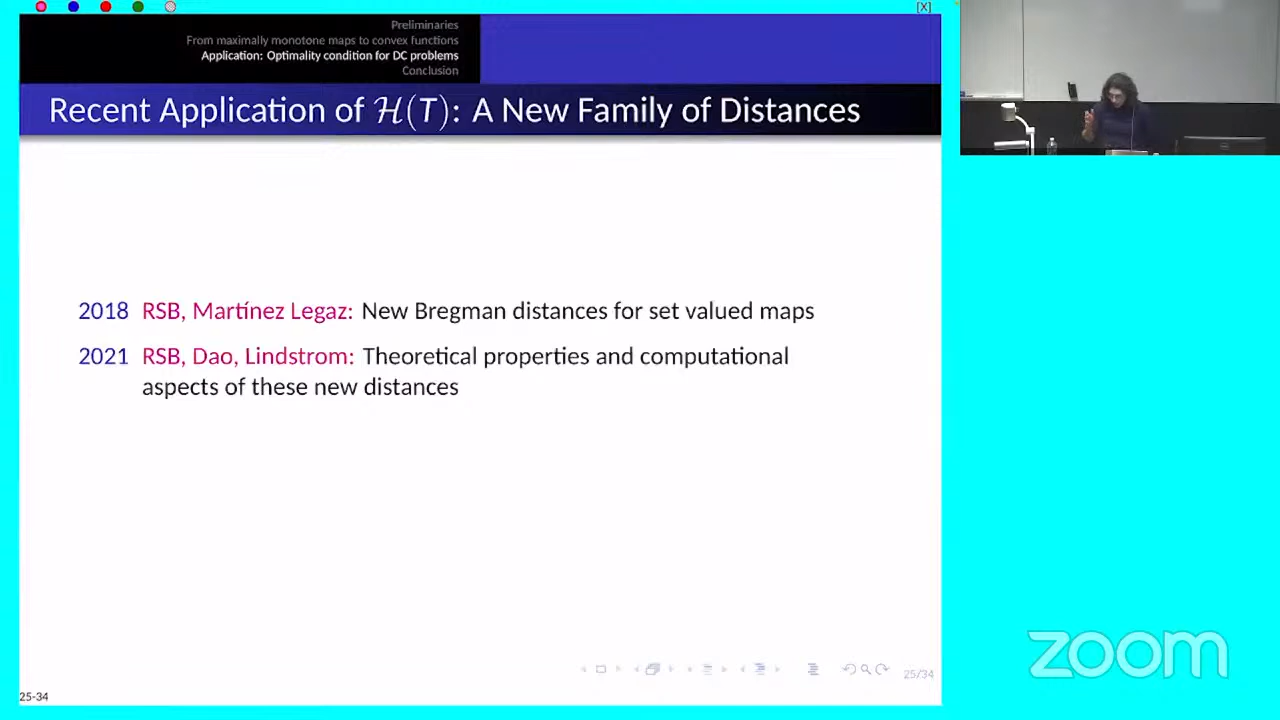 [X]
Preliminaries
From maximally monotone maps to convex functions
Application: Optimality condition for DC problems
Conclusion
Recent Application of ℋ(T): A New Family of Distances
2018 RSB, Martínez Legaz: New Bregman distances for set valued maps
2021 RSB, Dao, Lindstrom: Theoretical properties and computational
aspects of these new distances
25/34
25-34
zoom